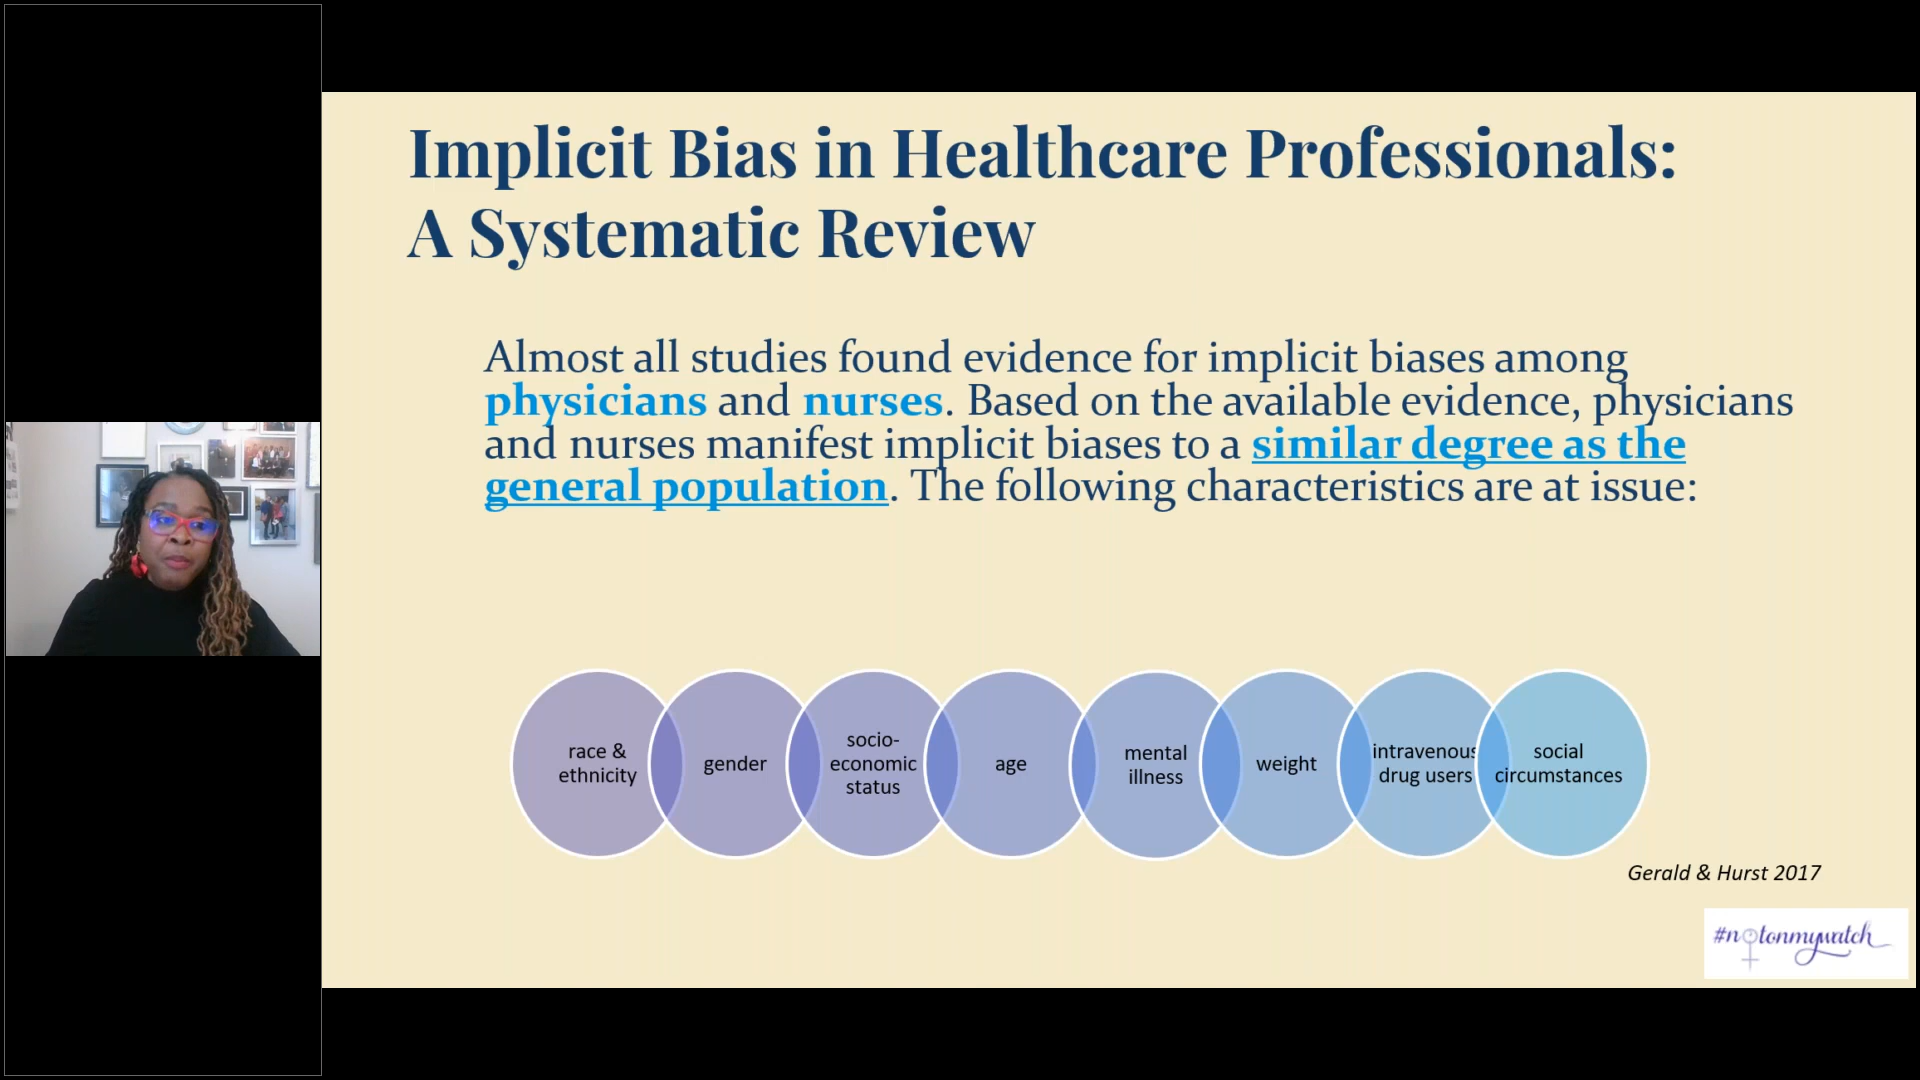 Implicit Bias in Healthcare Professionals:
A Systematic Review
Almost all studies found evidence for implicit biases among
physicians and nurses. Based on the available evidence, physicians
and nurses manifest implicit biases to a similar degree as the
general population. The following characteristics are at issue:
race &
ethnicity
gender
socio-
economic
status
age
mental
illness
weight
intravenous
drug users
social
circumstances
Gerald & Hurst 2017
#notonmywatch